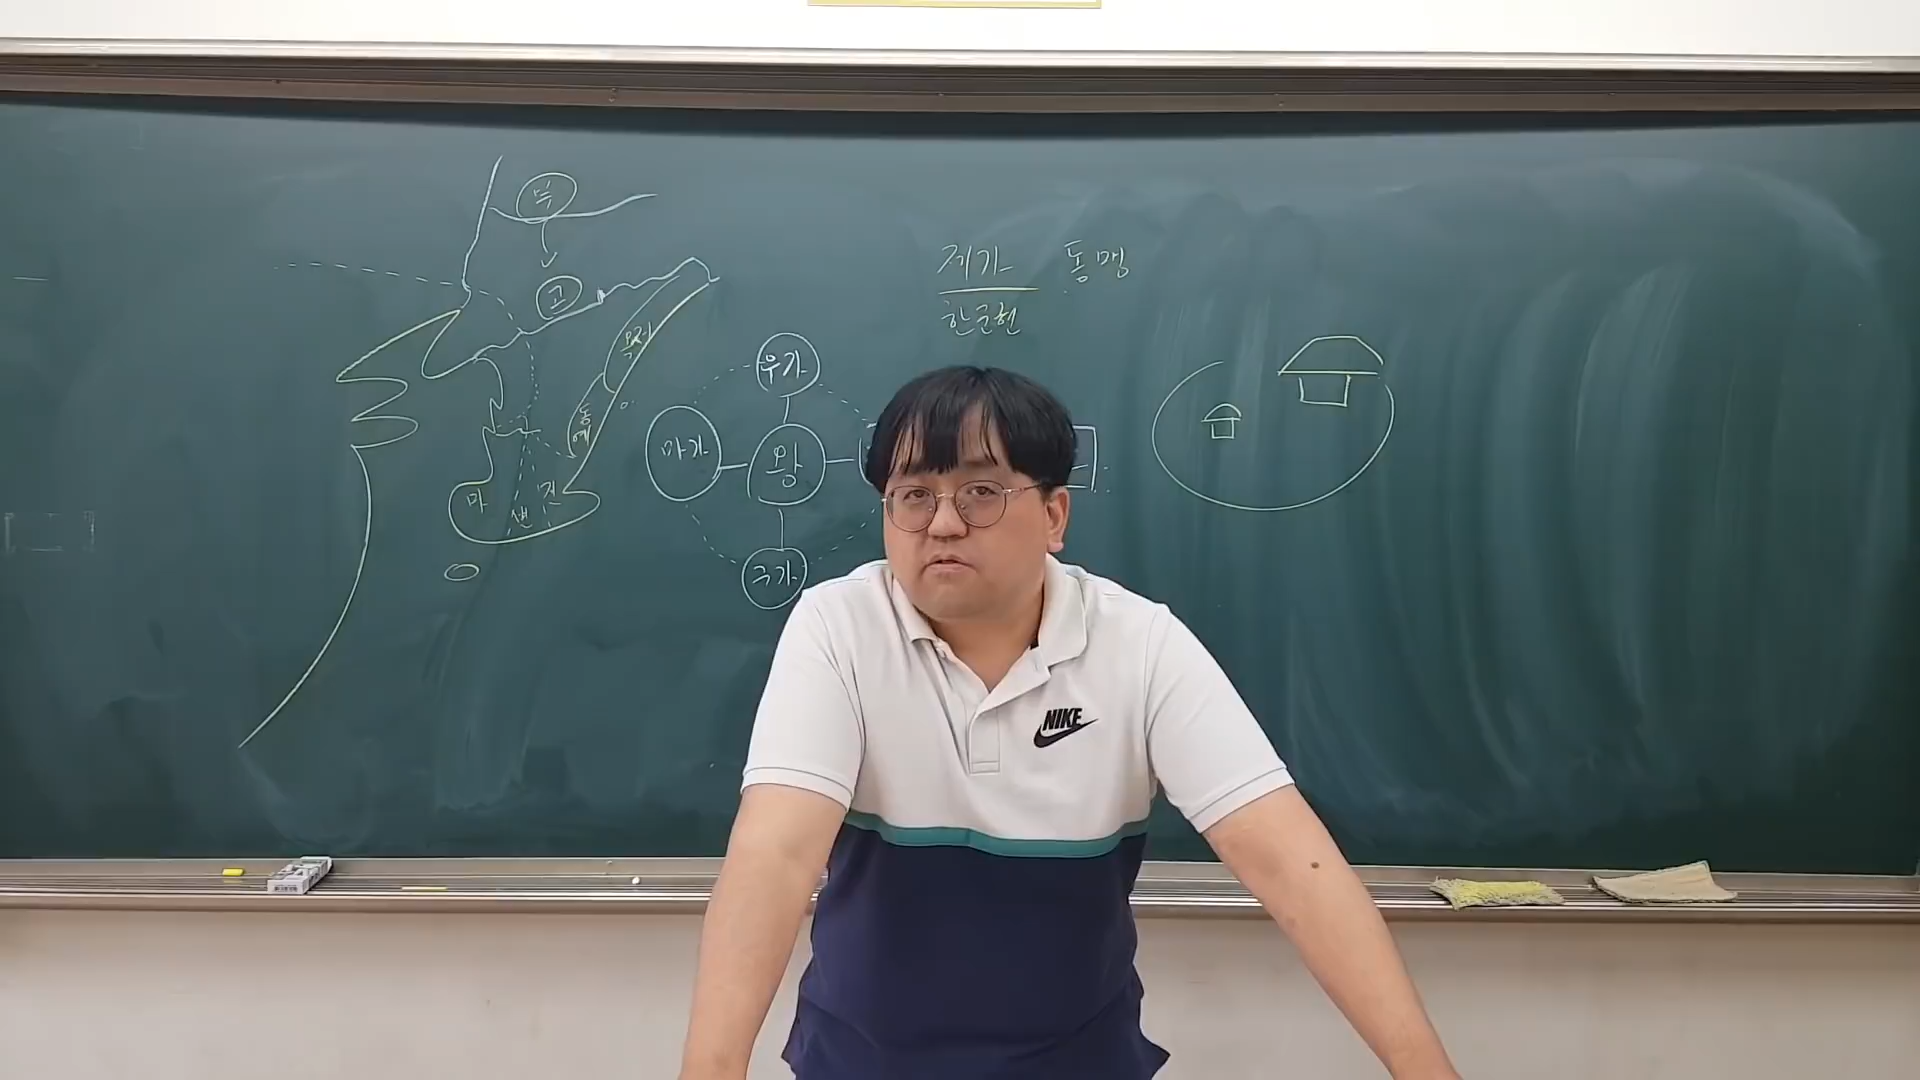 부
고
옥저
동예
마 변 진
제가 동맹
한군현
우가
마가 왕
구가
NIKE